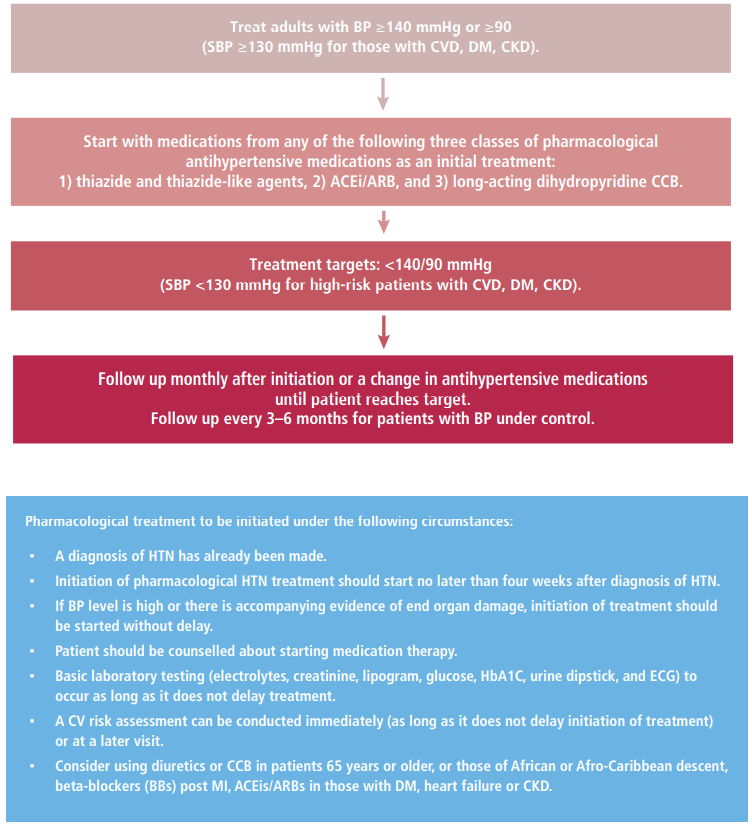 Treat adults with BP ≥140 mmHg or ≥90
(SBP ≥130 mmHg for those with CVD, DM, CKD).
Start with medications from any of the following three classes of pharmacological
antihypertensive medications as an initial treatment:
1) thiazide and thiazide-like agents, 2) ACEi/ARB, and 3) long-acting dihydropyridine CCB.
Treatment targets: <140/90 mmHg
(SBP <130 mmHg for high-risk patients with CVD, DM, CKD).
Follow up monthly after initiation or a change in antihypertensive medications
until patient reaches target.
Follow up every 3–6 months for patients with BP under control.
Pharmacological treatment to be initiated under the following circumstances:
• A diagnosis of HTN has already been made.
• Initiation of pharmacological HTN treatment should start no later than four weeks after diagnosis of HTN.
• If BP level is high or there is accompanying evidence of end organ damage, initiation of treatment should
be started without delay.
• Patient should be counselled about starting medication therapy.
• Basic laboratory testing (electrolytes, creatinine, lipogram, glucose, HbA1C, urine dipstick, and ECG) to
occur as long as it does not delay treatment.
• A CV risk assessment can be conducted immediately (as long as it does not delay initiation of treatment)
or at a later visit.
• Consider using diuretics or CCB in patients 65 years or older, or those of African or Afro-Caribbean descent,
beta-blockers (BBs) post MI, ACEis/ARBs in those with DM, heart failure or CKD.